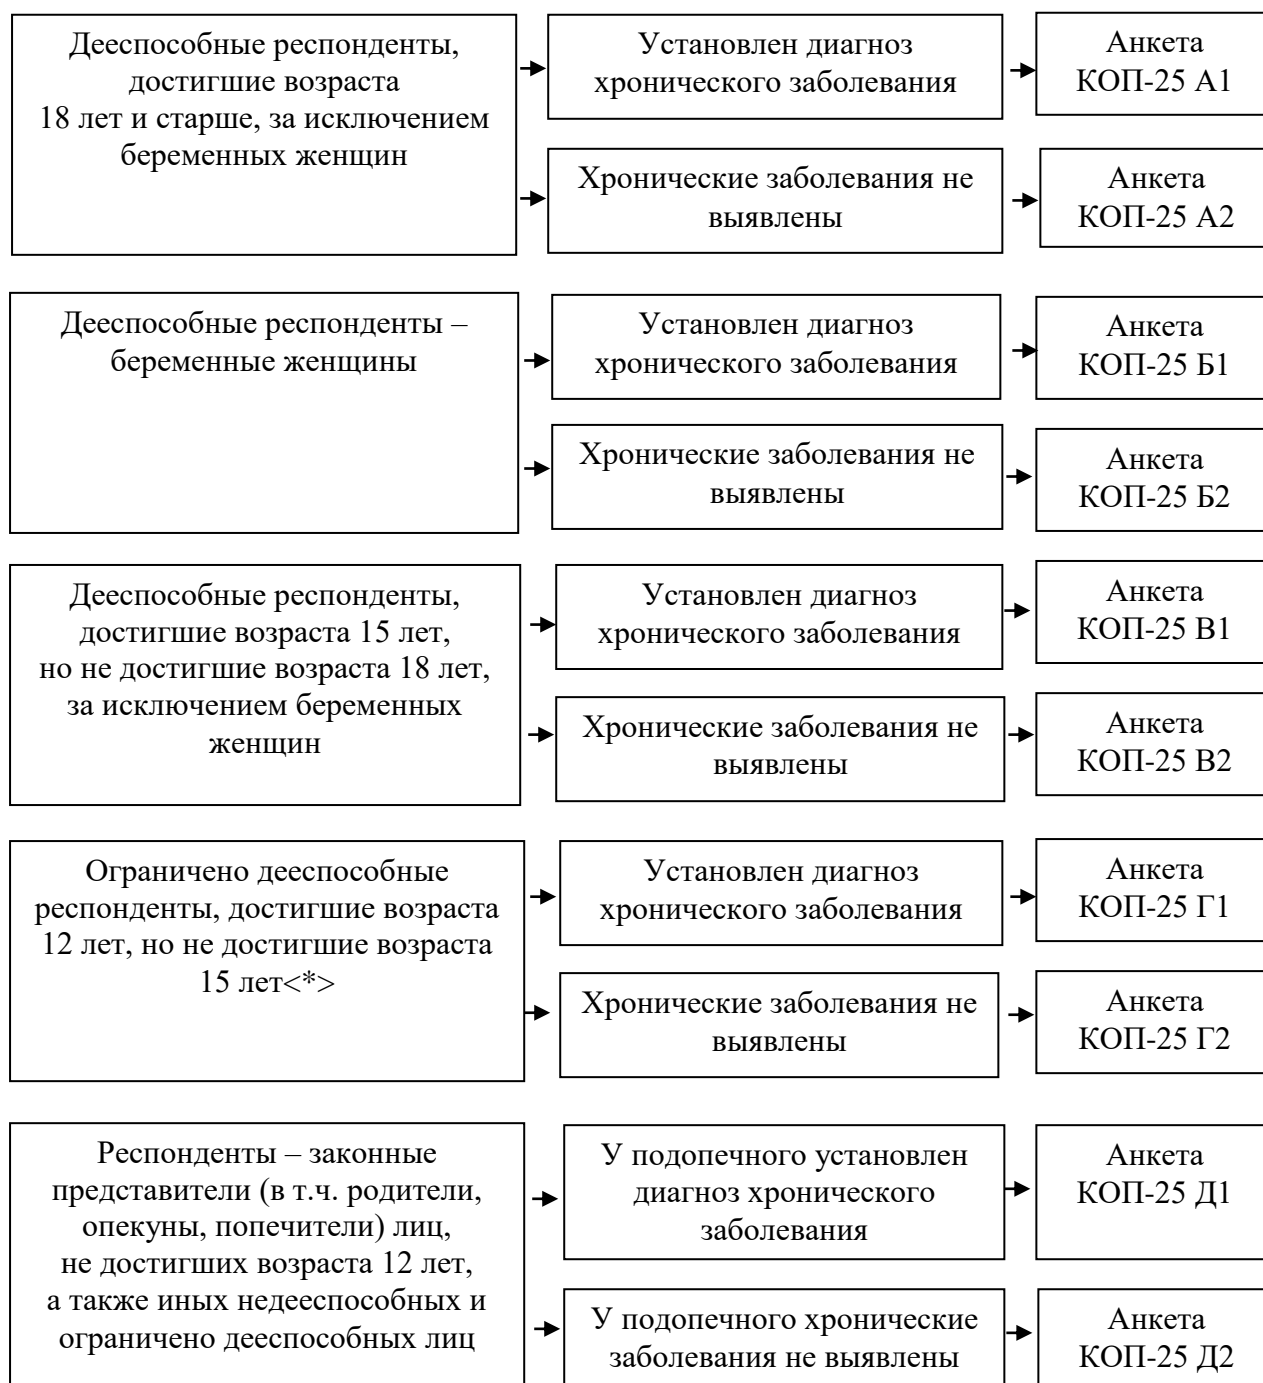 Дееспособные респонденты,
достигшие возраста
18 лет и старше, за исключением
беременных женщин
Установлен диагноз
хронического заболевания
Анкета
КОП-25 А1
Хронические заболевания не
выявлены
Анкета
КОП-25 А2
Дееспособные респонденты –
беременные женщины
Установлен диагноз
хронического заболевания
Анкета
КОП-25 Б1
Хронические заболевания не
выявлены
Анкета
КОП-25 Б2
Дееспособные респонденты,
достигшие возраста 15 лет,
но не достигшие возраста 18 лет,
за исключением беременных
женщин
Установлен диагноз
хронического заболевания
Анкета
КОП-25 В1
Хронические заболевания не
выявлены
Анкета
КОП-25 В2
Ограничено дееспособные
респонденты, достигшие возраста
12 лет, но не достигшие возраста
15 лет<*>
Установлен диагноз
хронического заболевания
Анкета
КОП-25 Г1
Хронические заболевания не
выявлены
Анкета
КОП-25 Г2
Респонденты – законные
представители (в т.ч. родители,
опекуны, попечители) лиц,
не достигших возраста 12 лет,
а также иных недееспособных и
ограничено дееспособных лиц
У подопечного установлен
диагноз хронического
заболевания
Анкета
КОП-25 Д1
У подопечного хронические
заболевания не выявлены
Анкета
КОП-25 Д2